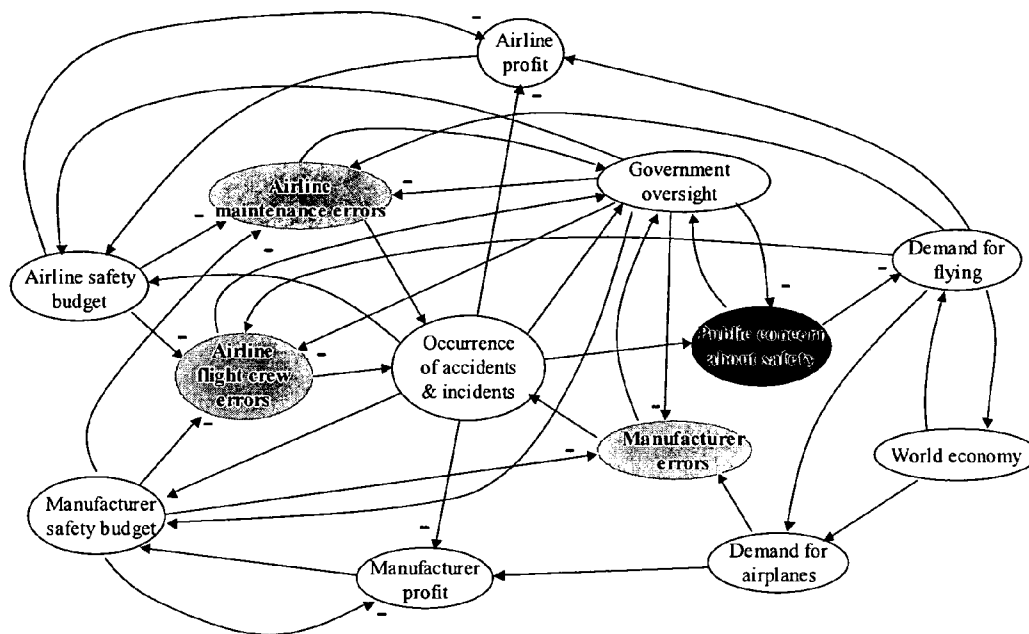 Airline
profit
Government
oversight
Airline
maintenance errors
Demand for
flying
Airline safety
budget
Public concern
about safety
Airline
flight crew
errors
Occurrence
of accidents
& incidents
Manufacturer
errors
World economy
Manufacturer
safety budget
Demand for
airplanes
Manufacturer
profit